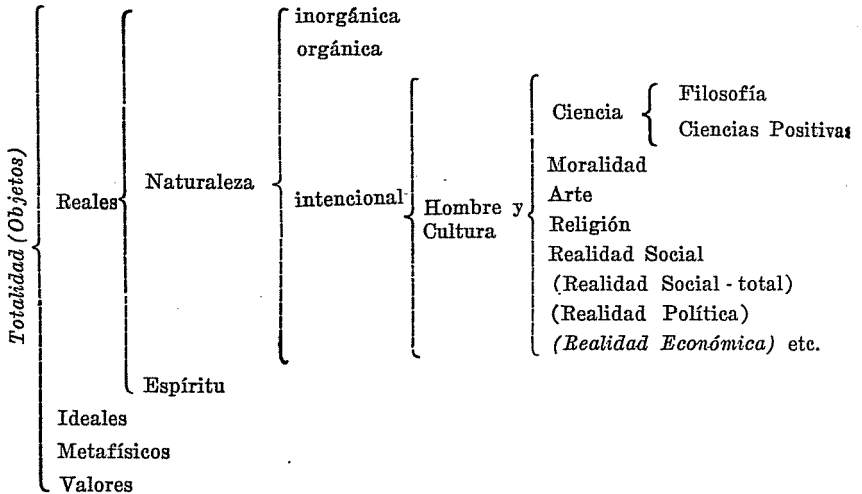 Totalidad (Objetos)
Reales
Naturaleza
inorgánica
orgánica
intencional
Hombre y
Cultura
Ciencia
Filosofía
Ciencias Positivas
Moralidad
Arte
Religión
Realidad Social
(Realidad Social - total)
(Realidad Política)
(Realidad Económica) etc.
Espíritu
Ideales
Metafísicos
Valores